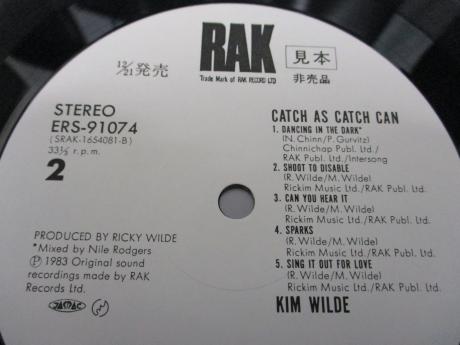 RAK
Trade Mark of RAK RECORD LTD
見本
非売品
12/21発売
STEREO
ERS-91074
(SRAK-1654081-B)
33⅓ r.p.m.
2
PRODUCED BY RICKY WILDE
*Mixed by Nile Rodgers
Ⓟ 1983 Original sound
recordings made by RAK
Records Ltd.
JASRAC
CATCH AS CATCH CAN
1. DANCING IN THE DARK*
(N. Chinn/P. Gurvitz)
Chinnichap Publ. Ltd./
RAK Publ. Ltd./Intersong
2. SHOOT TO DISABLE
(R. Wilde/M. Wilde)
Rickim Music Ltd./RAK Publ. Ltd.
3. CAN YOU HEAR IT
(R. Wilde/M. Wilde)
Rickim Music Ltd./RAK Publ. Ltd.
4. SPARKS
(R. Wilde/M. Wilde)
Rickim Music Ltd./RAK Publ. Ltd.
5. SING IT OUT FOR LOVE
(R. Wilde/M. Wilde)
Rickim Music Ltd./RAK Publ. Ltd.
KIM WILDE